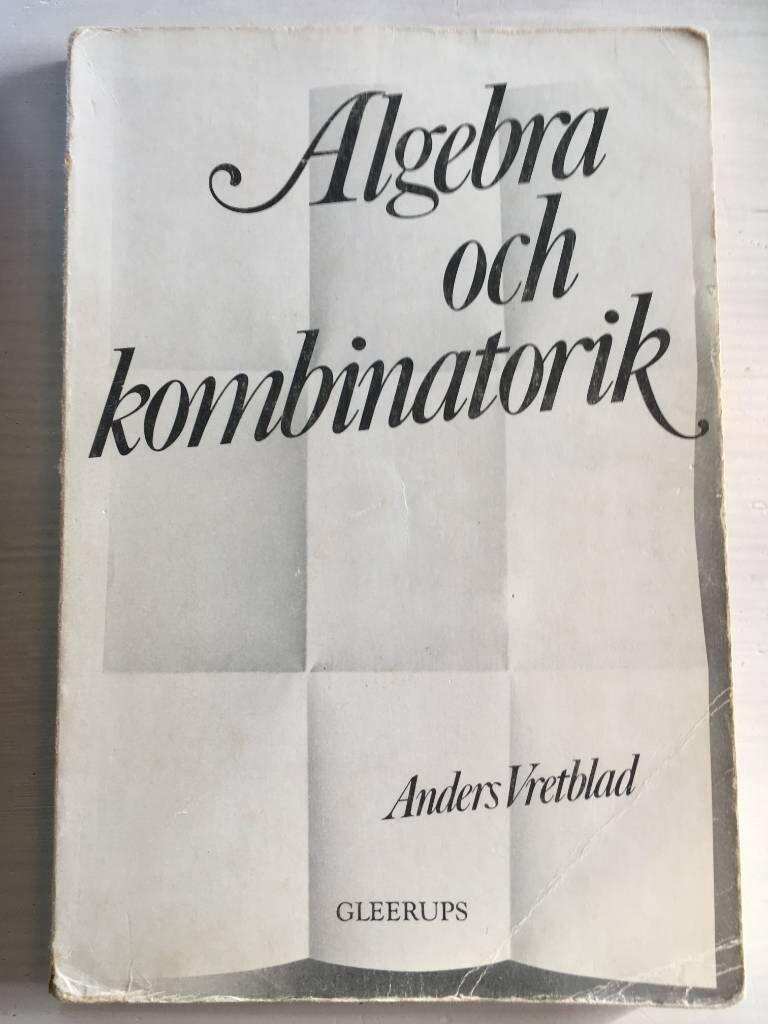 Algebra
och
kombinatorik
Anders Vretblad
GLEERUPS